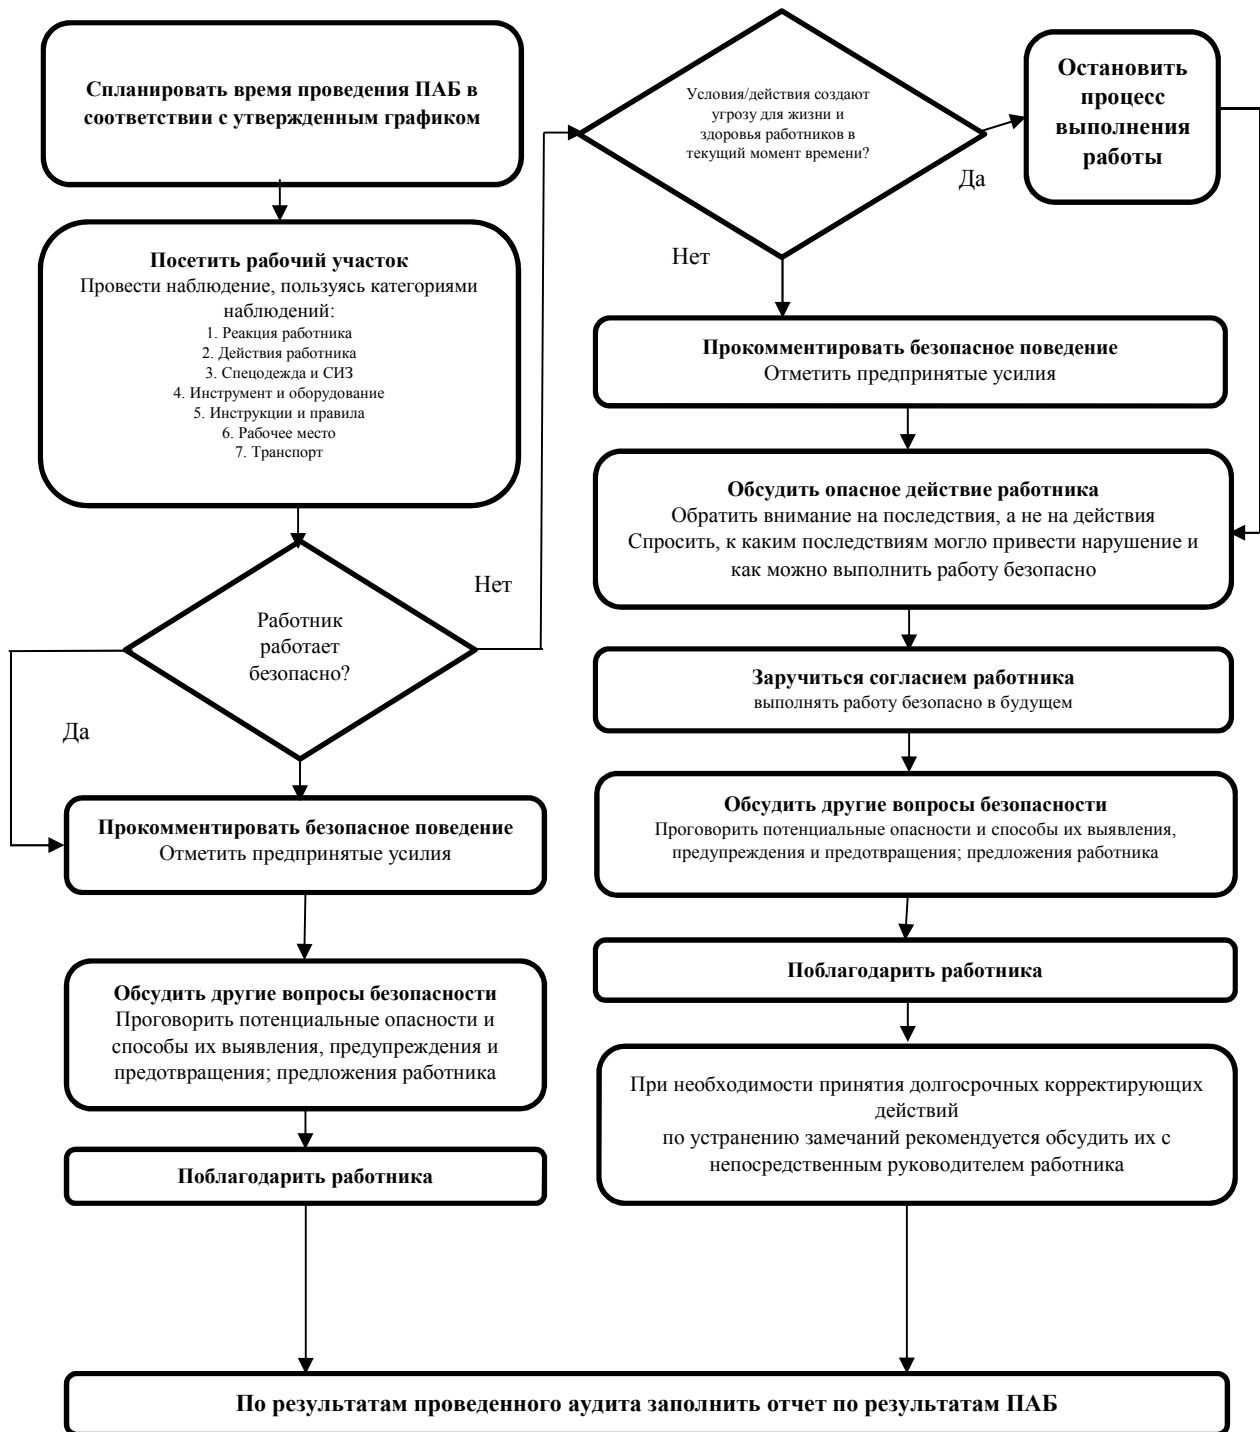 Спланировать время проведения ПАБ в
соответствии с утвержденным графиком
Посетить рабочий участок
Провести наблюдение, пользуясь категориями
наблюдений:
1. Реакция работника
2. Действия работника
3. Спецодежда и СИЗ
4. Инструмент и оборудование
5. Инструкции и правила
6. Рабочее место
7. Транспорт
Работник
работает
безопасно?
Нет
Да
Прокомментировать безопасное поведение
Отметить предпринятые усилия
Обсудить другие вопросы безопасности
Проговорить потенциальные опасности и
способы их выявления, предупреждения и
предотвращения; предложения работника
Поблагодарить работника
Условия/действия создают
угрозу для жизни и
здоровья работников в
текущий момент времени?
Да
Нет
Остановить
процесс
выполнения
работы
Прокомментировать безопасное поведение
Отметить предпринятые усилия
Обсудить опасное действие работника
Обратить внимание на последствия, а не на действия
Спросить, к каким последствиям могло привести нарушение и
как можно выполнить работу безопасно
Заручиться согласием работника
выполнять работу безопасно в будущем
Обсудить другие вопросы безопасности
Проговорить потенциальные опасности и способы их выявления,
предупреждения и предотвращения; предложения работника
Поблагодарить работника
При необходимости принятия долгосрочных корректирующих
действий
по устранению замечаний рекомендуется обсудить их с
непосредственным руководителем работника
По результатам проведенного аудита заполнить отчет по результатам ПАБ